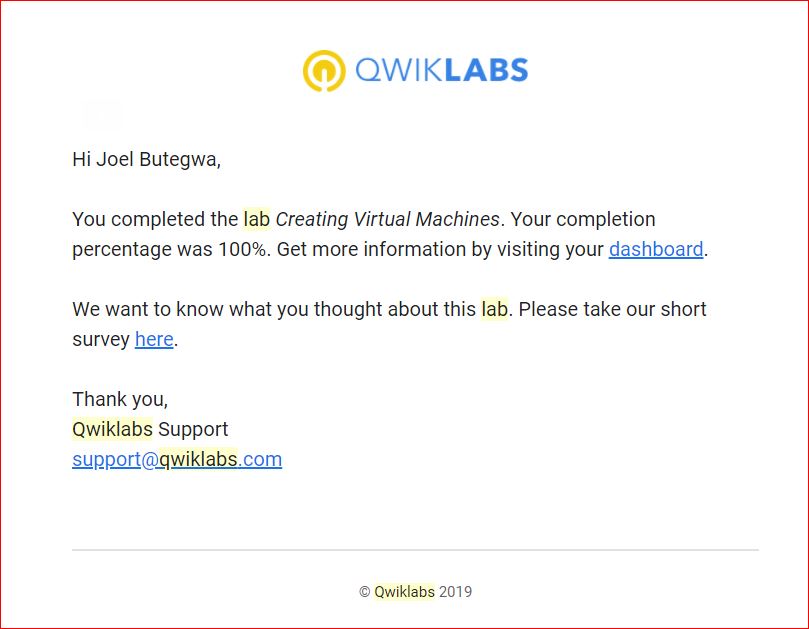 QWIKLABS
Hi Joel Butegwa,
You completed the lab Creating Virtual Machines. Your completion
percentage was 100%. Get more information by visiting your dashboard.
We want to know what you thought about this lab. Please take our short
survey here.
Thank you,
Qwiklabs Support
support@qwiklabs.com
© Qwiklabs 2019